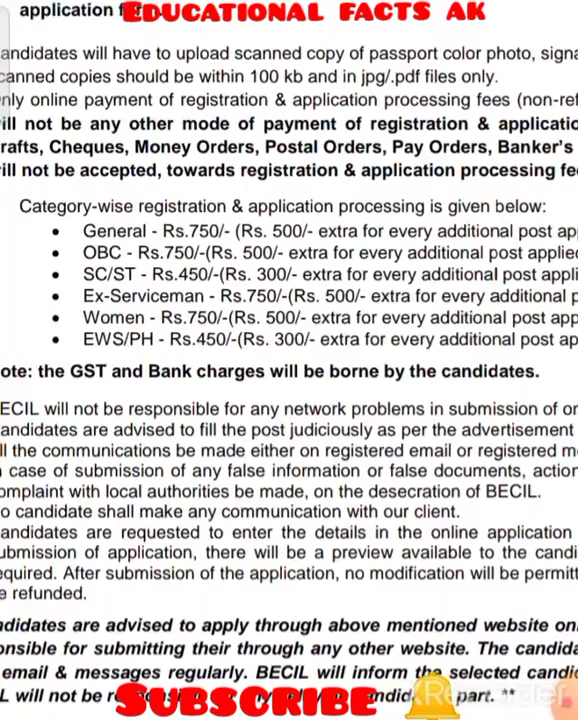 application f
EDUCATIONAL FACTS AK
andidates will have to upload scanned copy of passport color photo, signa
canned copies should be within 100 kb and in jpg/.pdf files only.
nly online payment of registration & application processing fees (non-ref
ill not be any other mode of payment of registration & applicatio
rafts, Cheques, Money Orders, Postal Orders, Pay Orders, Banker's
ill not be accepted, towards registration & application processing fe
Category-wise registration & application processing is given below:
• General - Rs.750/- (Rs. 500/- extra for every additional post ap
• OBC - Rs.750/-(Rs. 500/- extra for every additional post applied
• SC/ST - Rs.450/-(Rs. 300/- extra for every additional post appli
• Ex-Serviceman - Rs.750/-(Rs. 500/- extra for every additional p
• Women - Rs.750/-(Rs. 500/- extra for every additional post app
• EWS/PH - Rs.450/-(Rs. 300/- extra for every additional post ap
ote: the GST and Bank charges will be borne by the candidates.
ECIL will not be responsible for any network problems in submission of on
andidates are advised to fill the post judiciously as per the advertisement
ll the communications be made either on registered email or registered m
case of submission of any false information or false documents, action
omplaint with local authorities be made, on the desecration of BECIL.
o candidate shall make any communication with our client.
andidates are requested to enter the details in the online application
ubmission of application, there will be a preview available to the candi
equired. After submission of the application, no modification will be permitt
e refunded.
ndidates are advised to apply through above mentioned website on
onsible for submitting their through any other website. The candida
email & messages regularly. BECIL will inform the selected candid
L will not be r ndid part. **
SUBSCRIBE